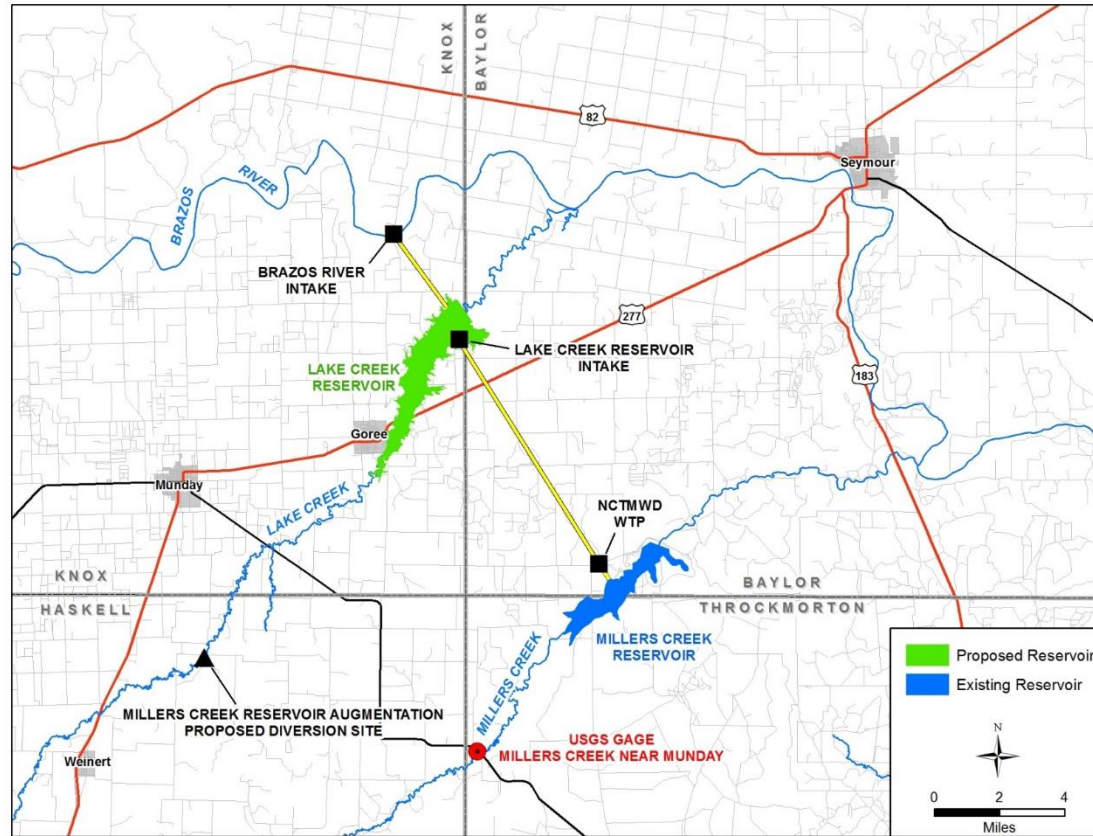 KNOX
BAYLOR
82
Seymour
BRAZOS
RIVER
BRAZOS RIVER
INTAKE
277
LAKE CREEK RESERVOIR
INTAKE
LAKE CREEK
RESERVOIR
183
Goree
Munday
LAKE CREEK
NCTMWD
WTP
KNOX
HASKELL
BAYLOR
THROCKMORTON
MILLERS CREEK
RESERVOIR
MILLERS CREEK
MILLERS CREEK RESERVOIR AUGMENTATION
PROPOSED DIVERSION SITE
USGS GAGE
MILLERS CREEK NEAR MUNDAY
Weinert
Proposed Reservoir
Existing Reservoir
N
0 2 4
Miles